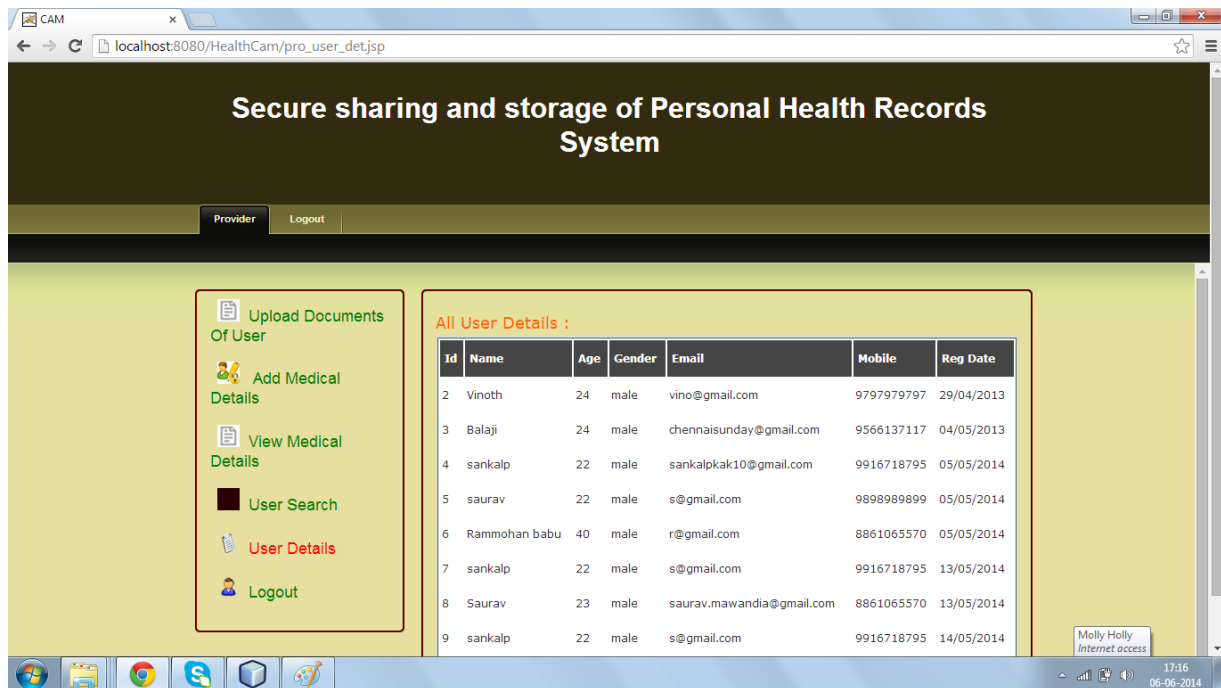 CAM
localhost:8080/HealthCam/pro_user_det.jsp
Secure sharing and storage of Personal Health Records
System
Provider Logout
Upload Documents
Of User
Add Medical
Details
View Medical
Details
User Search
User Details
Logout
All User Details :
Id Name Age Gender Email Mobile Reg Date
2 Vinoth 24 male vino@gmail.com 9797979797 29/04/2013
3 Balaji 24 male chennaisunday@gmail.com 9566137117 04/05/2013
4 sankalp 22 male sankalpkak10@gmail.com 9916718795 05/05/2014
5 saurav 22 male s@gmail.com 9898989899 05/05/2014
6 Rammohan babu 40 male r@gmail.com 8861065570 05/05/2014
7 sankalp 22 male s@gmail.com 9916718795 13/05/2014
8 Saurav 23 male saurav.mawandia@gmail.com 8861065570 13/05/2014
9 sankalp 22 male s@gmail.com 9916718795 14/05/2014
Molly Holly
Internet access
17:16
06-06-2014